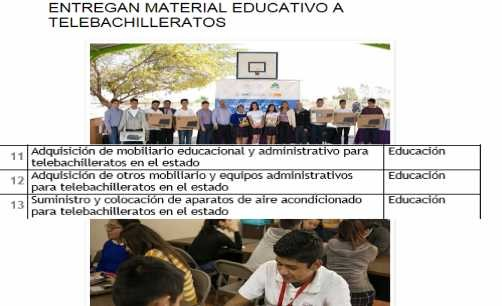 ENTREGAN MATERIAL EDUCATIVO A
TELEBACHILLERATOS
11 Adquisición de mobiliario educacional y administrativo para telebachilleratos en el estado Educación
12 Adquisición de otros mobiliario y equipos administrativos para telebachilleratos en el estado Educación
13 Suministro y colocación de aparatos de aire acondicionado para telebachilleratos en el estado Educación